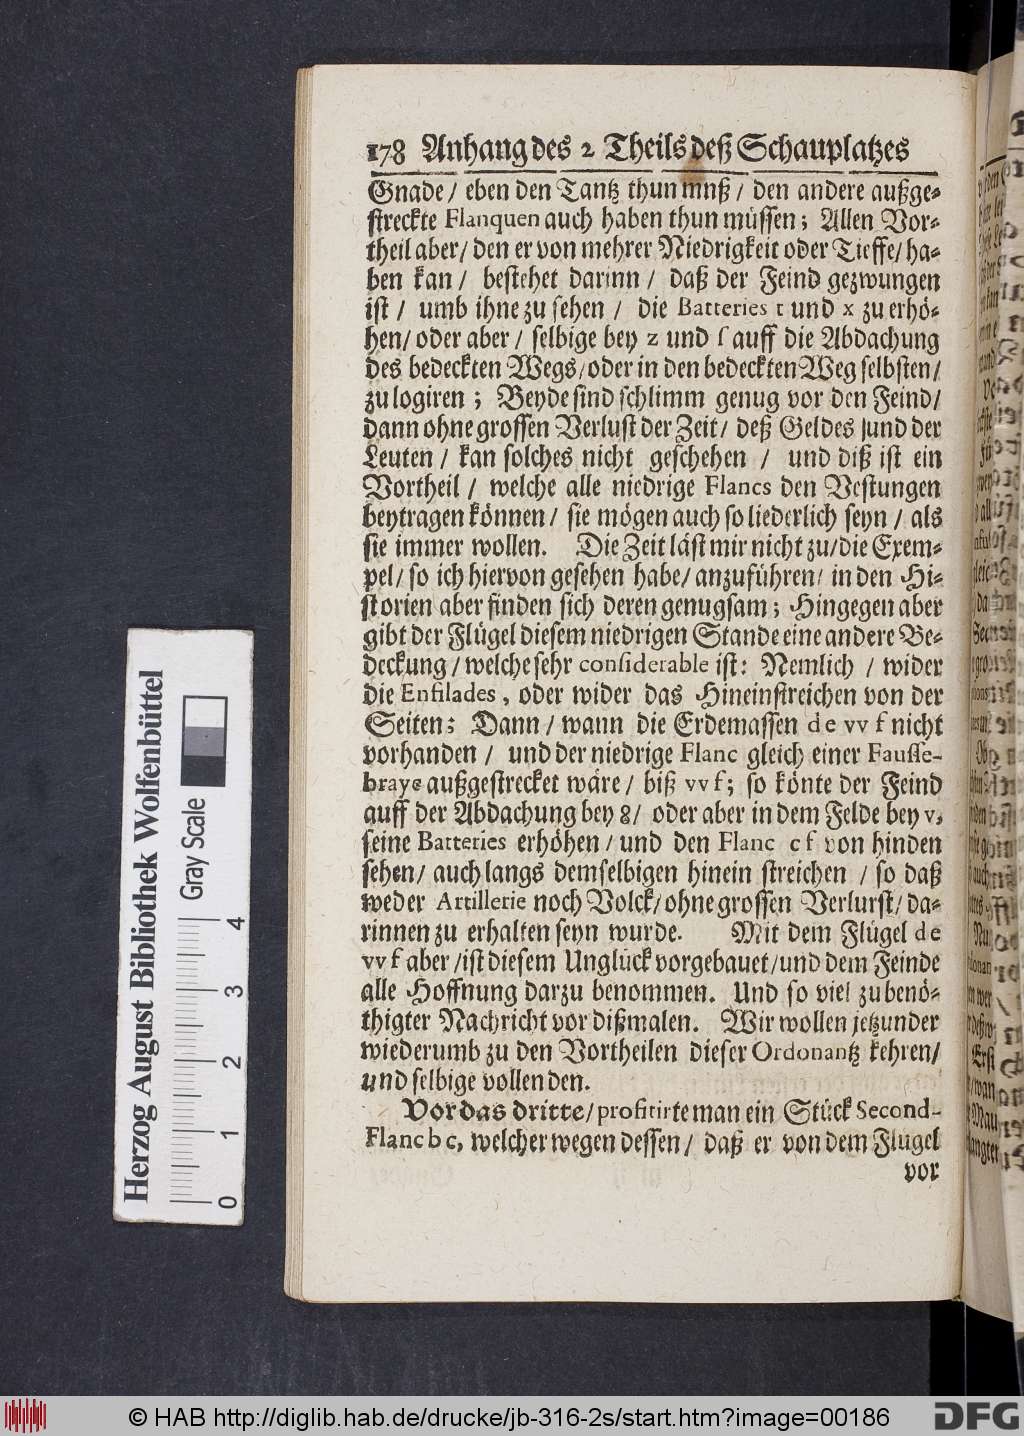 178 Anhang des 2 Theils deß Schauplatzes
Gnade / eben den Tantz thun mnß / den andere außge-
streckte Flanquen auch haben thun müssen; Allen Vor-
theil aber / den er von mehrer Niedrigkeit oder Tieffe / ha-
ben kan / bestehet darinn / daß der Feind gezwungen
ist / umb ihne zu sehen / die Batteries t und x zu erhö-
hen / oder aber / selbige bey z und ſ auff die Abdachung
des bedeckten Wegs / oder in den bedeckten Weg selbsten /
zu logiren ; Beyde sind schlimm genug vor den Feind /
dann ohne grossen Verlust der Zeit / deß Geldes und der
Leuten / kan solches nicht geschehen / und diß ist ein
Vortheil / welche alle niedrige Flancs den Vestungen
beytragen können / sie mögen auch so liederlich seyn / als
sie immer wollen. Die Zeit läst mir nicht zu / die Exem-
pel / so ich hiervon gesehen habe / anzuführen / in den Hi-
storien aber finden sich deren genugsam ; Hingegen aber
gibt der Flügel diesem niedrigen Stande eine andere Be-
deckung / welche sehr considerable ist: Nemlich / wider
die Enfilades, oder wider das Hineinstreichen von der
Seiten; Dann / wann die Erdemassen d e vv f nicht
vorhanden / und der niedrige Flanc gleich einer Fausse-
braye außgestrecket wäre / biß vv f; so könte der Feind
auff der Abdachung bey 8 / oder aber in dem Felde bey v,
seine Batteries erhöhen / und den Flanc c f von hinden
sehen / auch langs demselbigen hinein streichen / so daß
weder Artillerie noch Volck / ohne grossen Verlurst / da-
rinnen zu erhalten seyn wurde. Mit dem Flügel d e
vv f aber / ist diesem Unglück vorgebauet / und dem Feinde
alle Hoffnung darzu benommen. Und so viel zu benö-
thigter Nachricht vor dißmalen. Wir wollen jetzunder
wiederumb zu den Vortheilen dieser Ordonantz kehren /
und selbige vollenden.
Vor das dritte / profitirte man ein Stück Second-
Flanc b c, welcher wegen dessen / daß er von dem Flügel
vor
Herzog August Bibliothek Wolfenbüttel
Gray Scale
0 1 2 3 4
© HAB http://diglib.hab.de/drucke/jb-316-2s/start.htm?image=00186
DFG